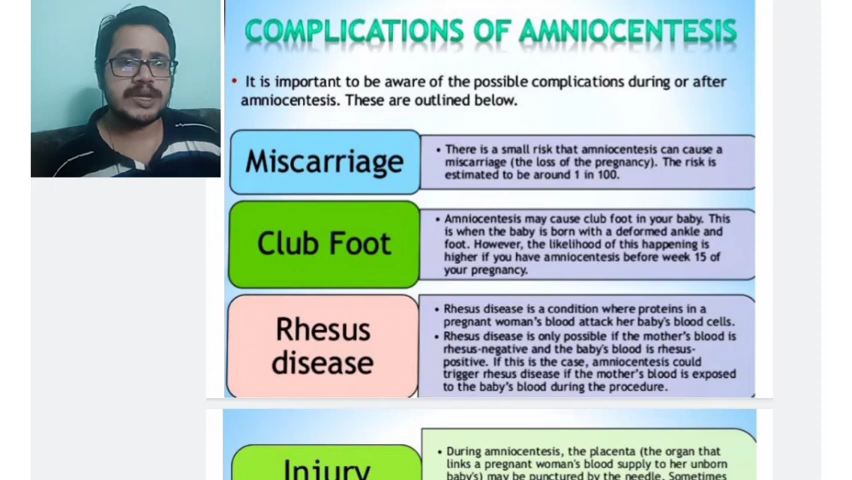 COMPLICATIONS OF AMNIOCENTESIS
• It is important to be aware of the possible complications during or after
amniocentesis. These are outlined below.
Miscarriage
• There is a small risk that amniocentesis can cause a
miscarriage (the loss of the pregnancy). The risk is
estimated to be around 1 in 100.
Club Foot
• Amniocentesis may cause club foot in your baby. This
is when the baby is born with a deformed ankle and
foot. However, the likelihood of this happening is
higher if you have amniocentesis before week 15 of
your pregnancy.
Rhesus
disease
• Rhesus disease is a condition where proteins in a
pregnant woman's blood attack her baby's blood cells.
• Rhesus disease is only possible if the mother's blood is
rhesus-negative and the baby's blood is rhesus-
positive. If this is the case, amniocentesis could
trigger rhesus disease if the mother's blood is exposed
to the baby's blood during the procedure.
Injury
• During amniocentesis, the placenta (the organ that
links a pregnant woman's blood supply to her unborn
baby's) may be punctured by the needle. Sometimes